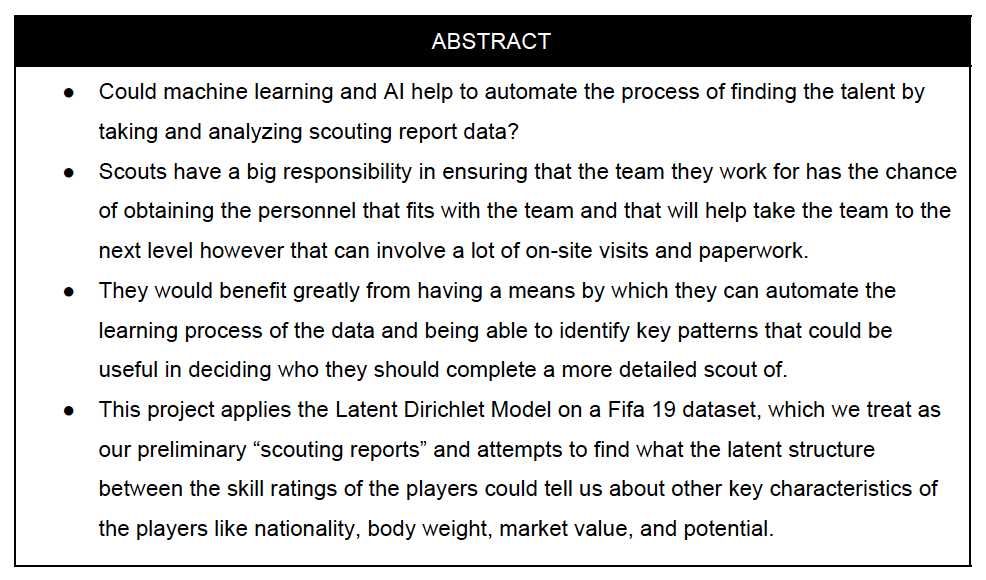 ABSTRACT
● Could machine learning and AI help to automate the process of finding the talent by
taking and analyzing scouting report data?
● Scouts have a big responsibility in ensuring that the team they work for has the chance
of obtaining the personnel that fits with the team and that will help take the team to the
next level however that can involve a lot of on-site visits and paperwork.
● They would benefit greatly from having a means by which they can automate the
learning process of the data and being able to identify key patterns that could be
useful in deciding who they should complete a more detailed scout of.
● This project applies the Latent Dirichlet Model on a Fifa 19 dataset, which we treat as
our preliminary “scouting reports” and attempts to find what the latent structure
between the skill ratings of the players could tell us about other key characteristics of
the players like nationality, body weight, market value, and potential.